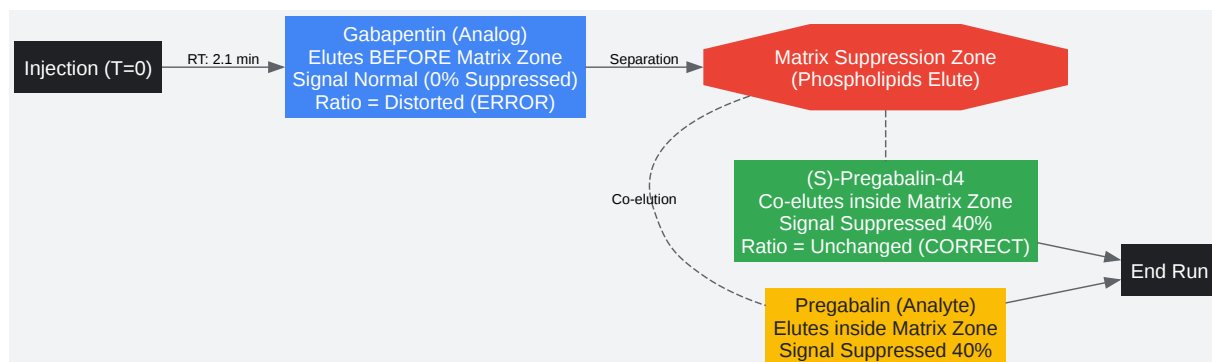 Injection (T=0)
RT: 2.1 min
Gabapentin (Analog)
Elutes BEFORE Matrix Zone
Signal Normal (0% Suppressed)
Ratio = Distorted (ERROR)
Separation
Matrix Suppression Zone
(Phospholipids Elute)
Co-elution
(S)-Pregabalin-d4
Co-elutes inside Matrix Zone
Signal Suppressed 40%
Ratio = Unchanged (CORRECT)
Pregabalin (Analyte)
Elutes inside Matrix Zone
Signal Suppressed 40%
End Run